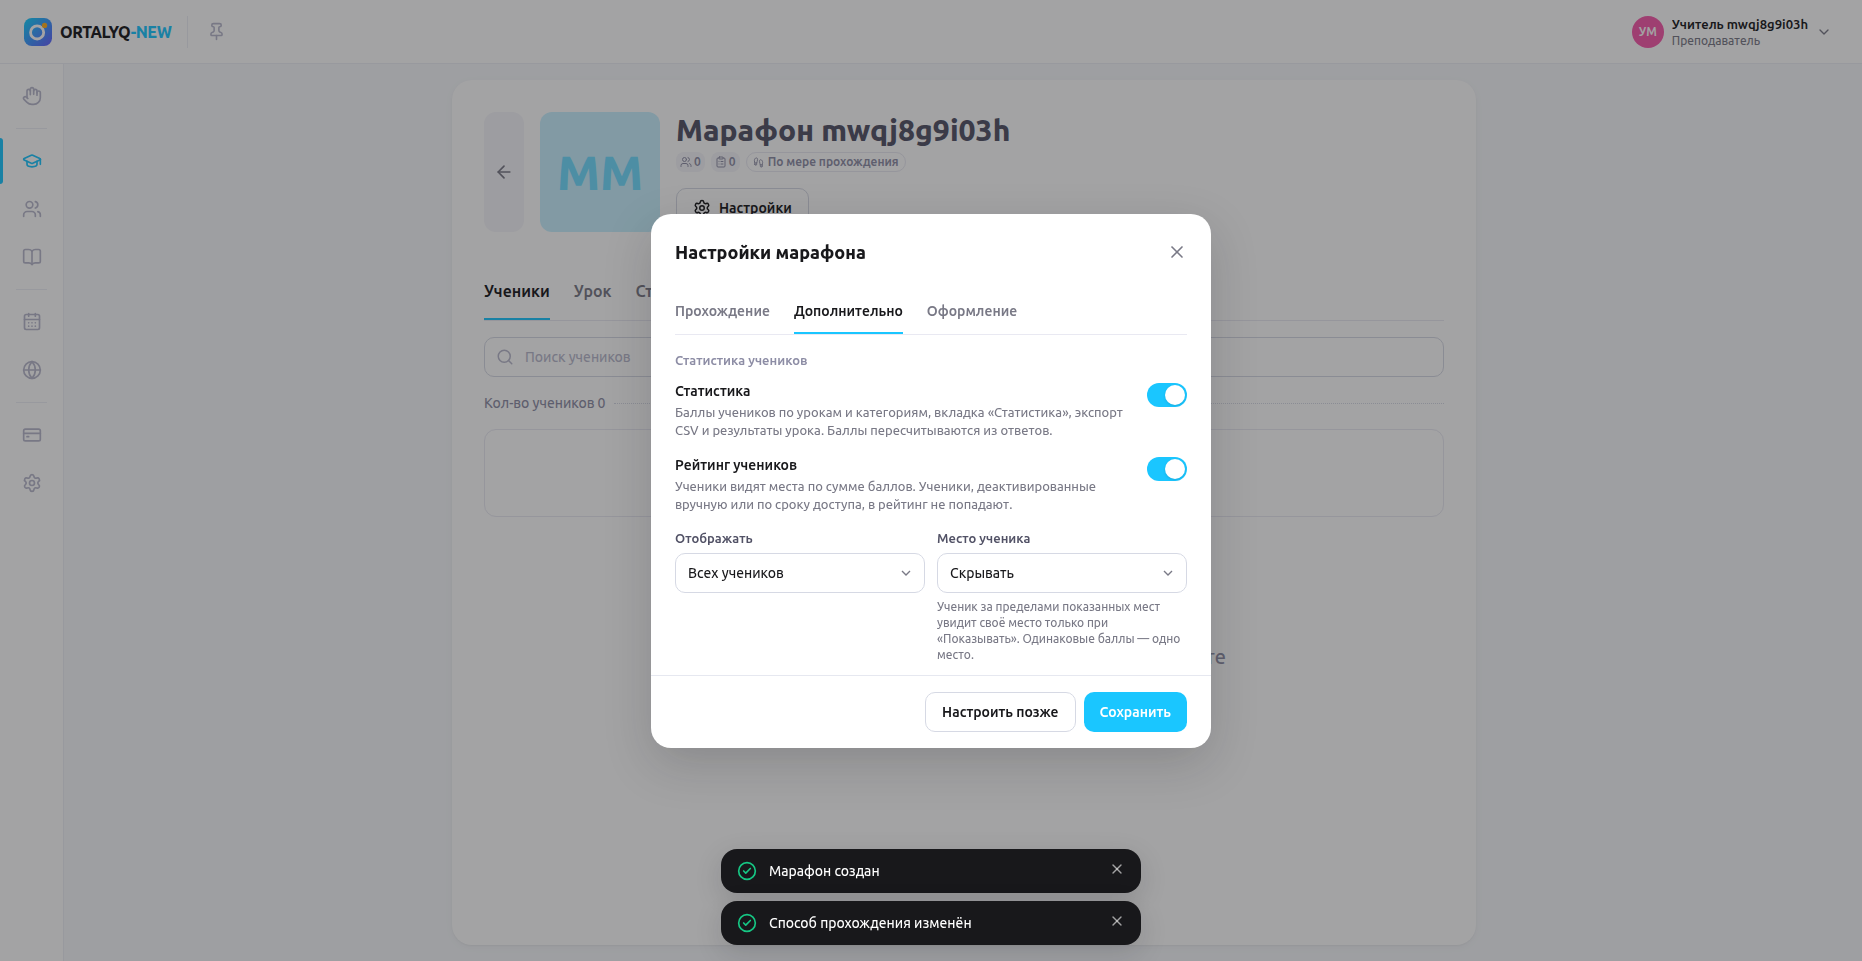 ORTALYQ-NEW
УМ
Учитель mwqj8g9i03h
Преподаватель
ММ
Марафон mwqj8g9i03h
0
0
По мере прохождения
Настройки
Ученики
Урок
Ст
Поиск учеников
Кол-во учеников 0
те
Настройки марафона
Прохождение
Дополнительно
Оформление
Статистика учеников
Статистика
Баллы учеников по урокам и категориям, вкладка «Статистика», экспорт
CSV и результаты урока. Баллы пересчитываются из ответов.
Рейтинг учеников
Ученики видят места по сумме баллов. Ученики, деактивированные
вручную или по сроку доступа, в рейтинг не попадают.
Отображать
Место ученика
Всех учеников
Скрывать
Ученик за пределами показанных мест
увидит своё место только при
«Показывать». Одинаковые баллы — одно
место.
Настроить позже
Сохранить
Марафон создан
Способ прохождения изменён